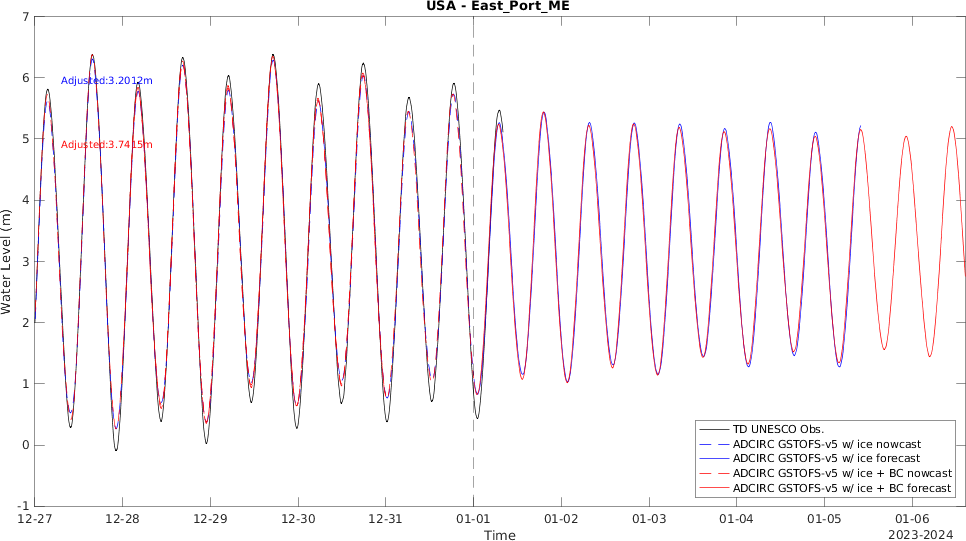 USA - East_Port_ME
7
6
5
4
3
2
1
0
-1
Water Level (m)
Adjusted:3.2012m
Adjusted:3.7415m
TD UNESCO Obs.
ADCIRC GSTOFS-v5 w/ ice nowcast
ADCIRC GSTOFS-v5 w/ ice forecast
ADCIRC GSTOFS-v5 w/ ice + BC nowcast
ADCIRC GSTOFS-v5 w/ ice + BC forecast
12-27 12-28 12-29 12-30 12-31 01-01 01-02 01-03 01-04 01-05 01-06
Time
2023-2024